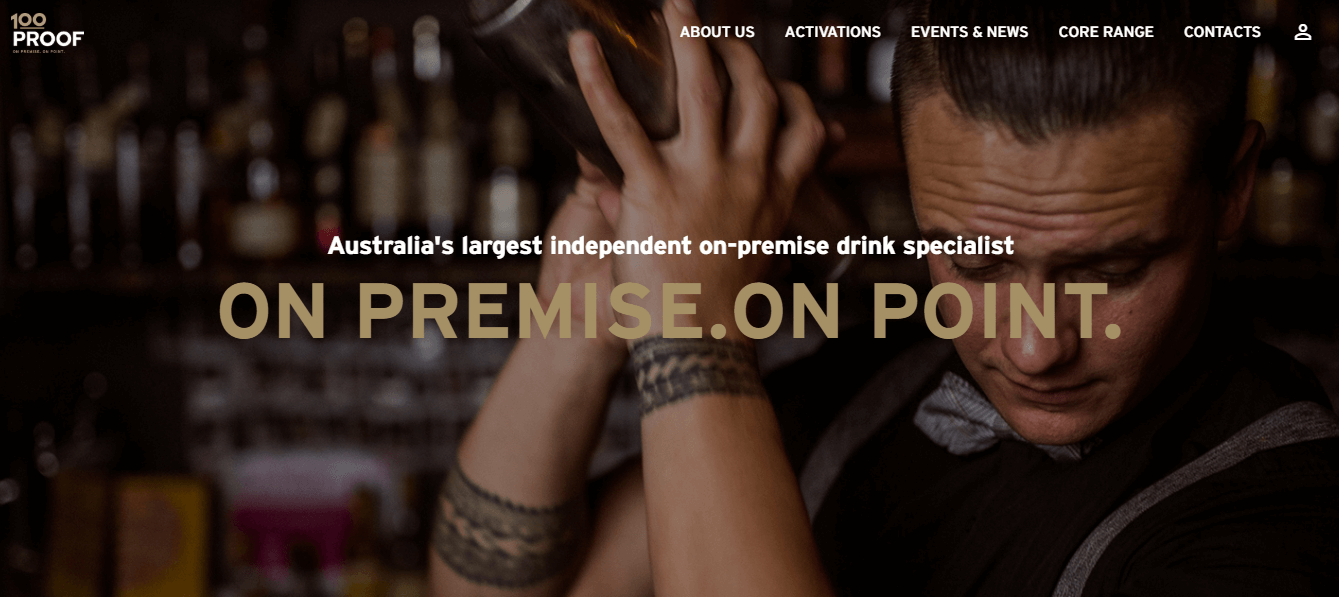 100
PROOF
ON PREMISE. ON POINT.
ABOUT US ACTIVATIONS EVENTS & NEWS CORE RANGE CONTACTS
Australia's largest independent on-premise drink specialist
ON PREMISE.ON POINT.